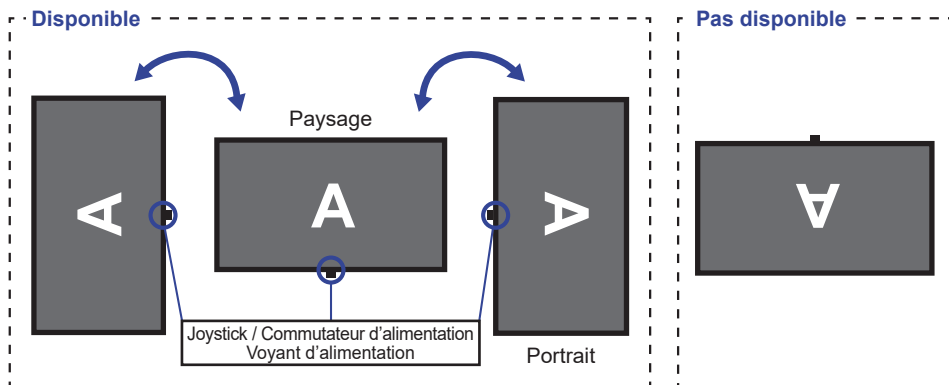 Disponible
Pas disponible
Paysage
A
A
A
A
Joystick / Commutateur d'alimentation
Voyant d'alimentation
Portrait